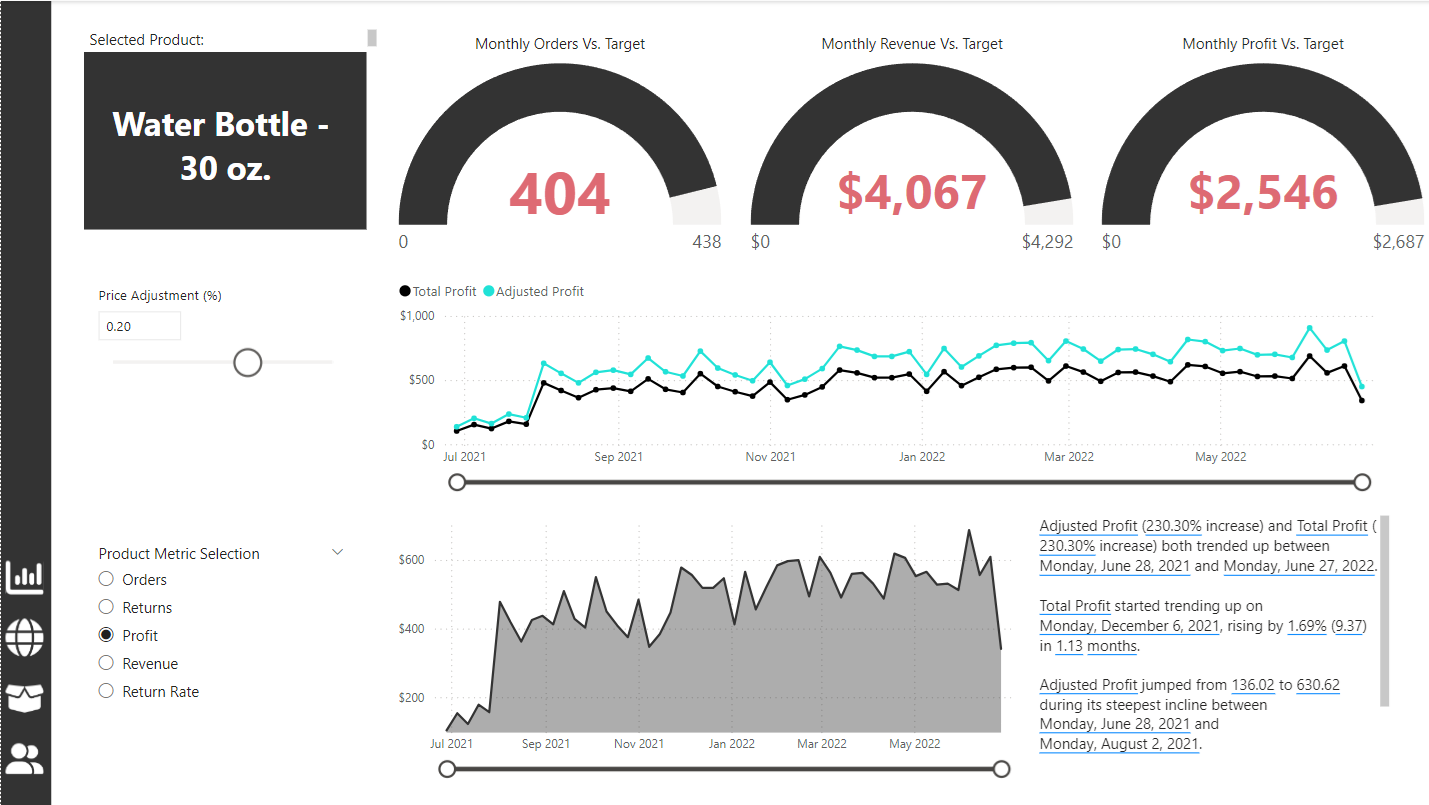 Selected Product:
Water Bottle -
30 oz.
Monthly Orders Vs. Target
404
0
438
Monthly Revenue Vs. Target
$4,067
$0
$4,292
Monthly Profit Vs. Target
$2,546
$0
$2,687
Price Adjustment (%)
0.20
Total Profit
Adjusted Profit
$1,000
$500
$0
Jul 2021
Sep 2021
Nov 2021
Jan 2022
Mar 2022
May 2022
Product Metric Selection
Orders
Returns
Profit
Revenue
Return Rate
$600
$400
$200
Jul 2021
Sep 2021
Nov 2021
Jan 2022
Mar 2022
May 2022
Adjusted Profit (230.30% increase) and Total Profit (
230.30% increase) both trended up between
Monday, June 28, 2021 and Monday, June 27, 2022.
Total Profit started trending up on
Monday, December 6, 2021, rising by 1.69% (9.37)
in 1.13 months.
Adjusted Profit jumped from 136.02 to 630.62
during its steepest incline between
Monday, June 28, 2021 and
Monday, August 2, 2021.